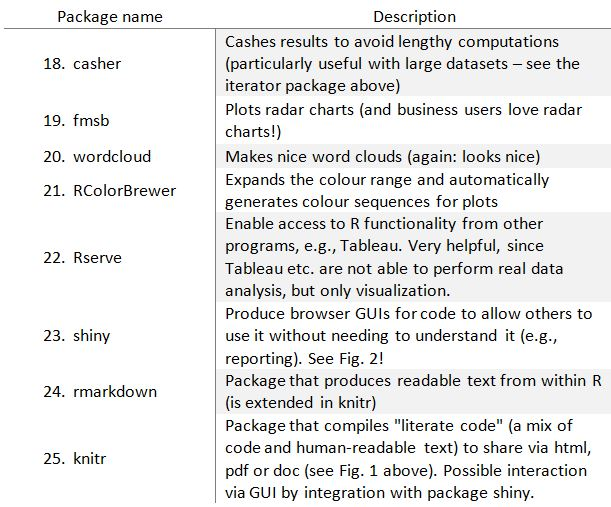 Package name Description
18. casher
Cashes results to avoid lengthy computations
(particularly useful with large datasets – see the
iterator package above)
19. fmsb
Plots radar charts (and business users love radar
charts!)
20. wordcloud
Makes nice word clouds (again: looks nice)
21. RColorBrewer
Expands the colour range and automatically
generates colour sequences for plots
22. Rserve
Enable access to R functionality from other
programs, e.g., Tableau. Very helpful, since
Tableau etc. are not able to perform real data
analysis, but only visualization.
23. shiny
Produce browser GUIs for code to allow others to
use it without needing to understand it (e.g.,
reporting). See Fig. 2!
24. rmarkdown
Package that produces readable text from within R
(is extended in knitr)
25. knitr
Package that compiles "literate code" (a mix of
code and human-readable text) to share via html,
pdf or doc (see Fig. 1 above). Possible interaction
via GUI by integration with package shiny.